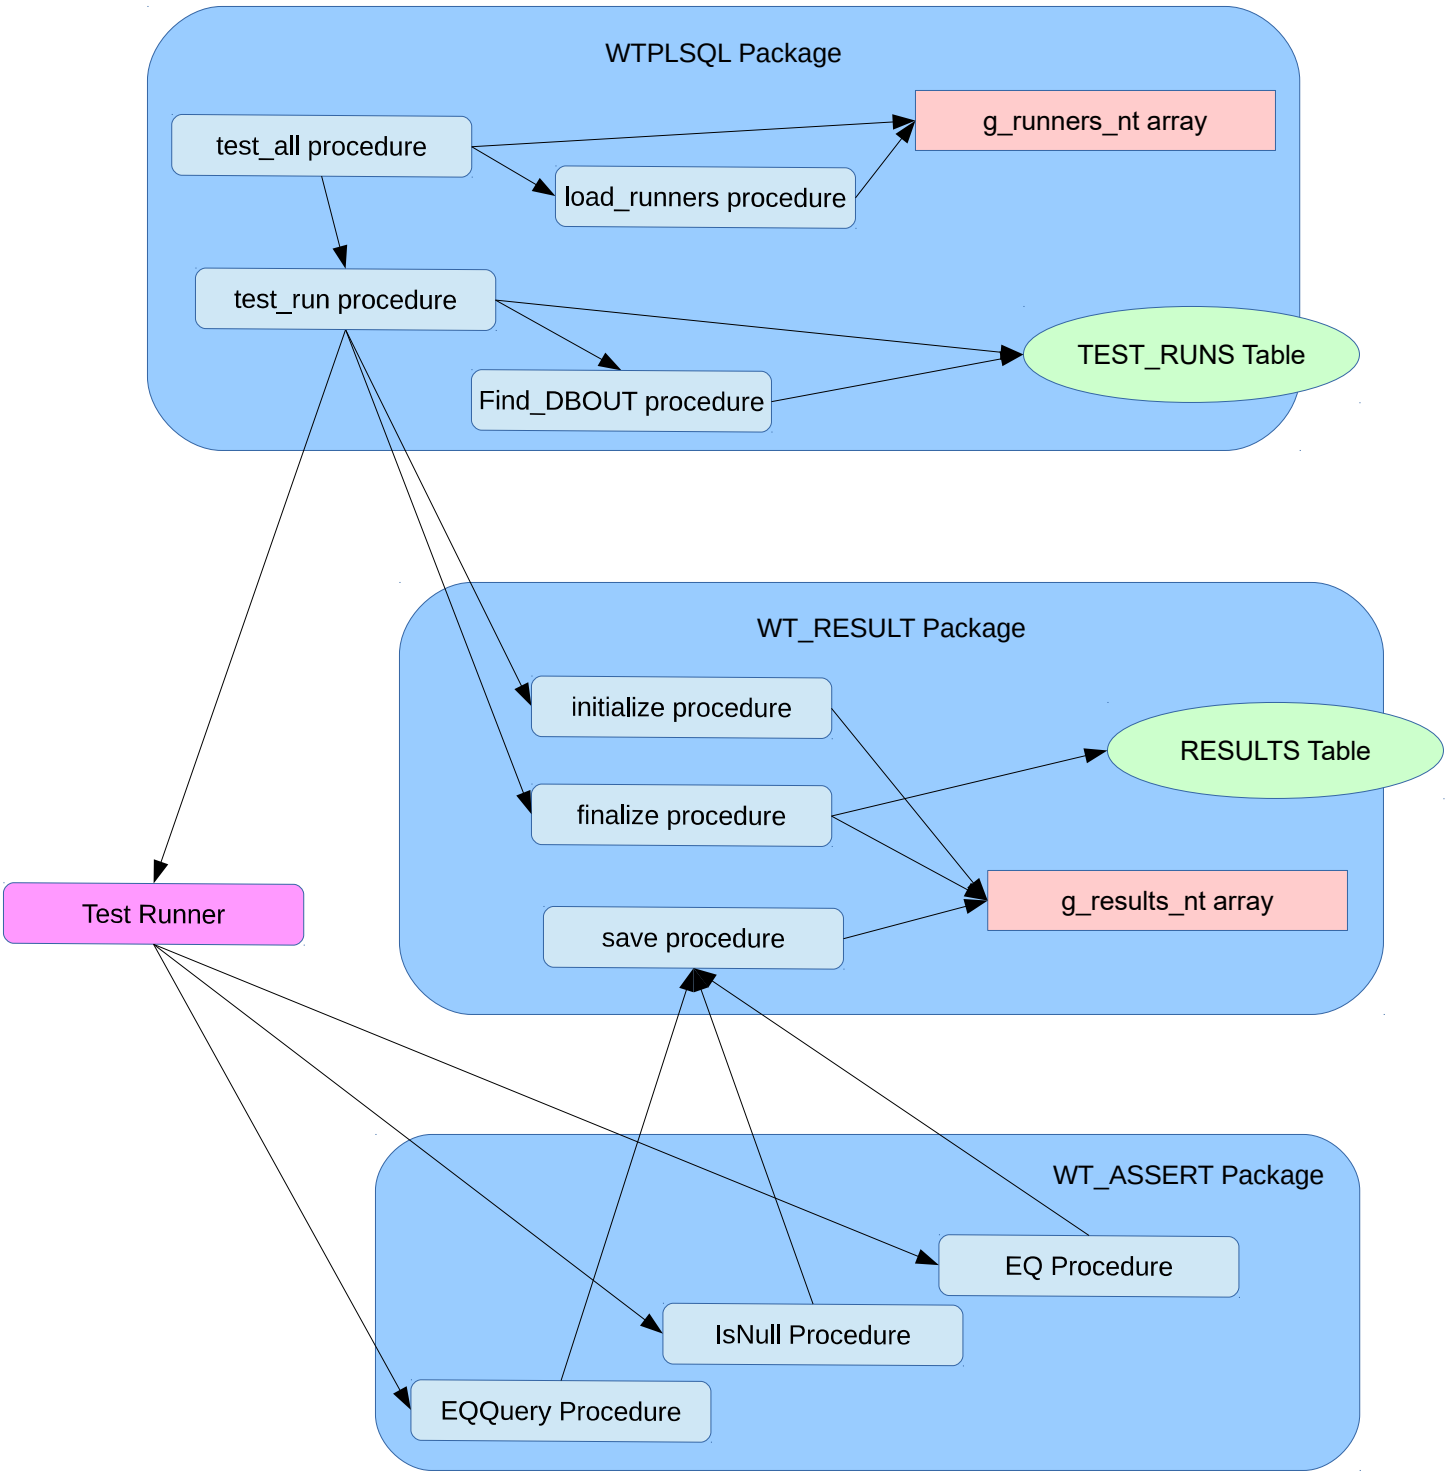 WTPLSQL Package
g_runners_nt array
test_all procedure
load_runners procedure
test_run procedure
TEST_RUNS Table
Find_DBOUT procedure
WT_RESULT Package
initialize procedure
RESULTS Table
finalize procedure
g_results_nt array
Test Runner
save procedure
WT_ASSERT Package
EQ Procedure
IsNull Procedure
EQQuery Procedure